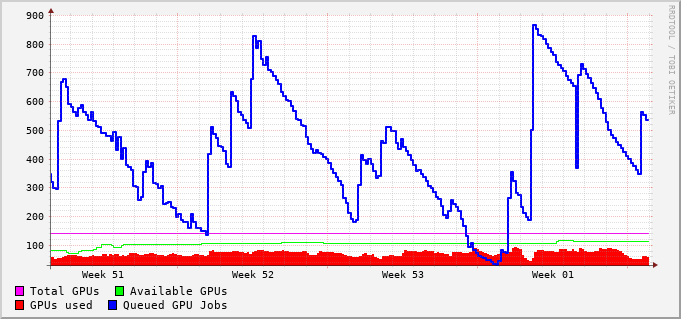 900
800
700
600
500
400
300
200
100
Week 51 Week 52 Week 53 Week 01
Total GPUs Available GPUs
GPUs used Queued GPU Jobs
RRDTOOL / TOBI OETIKER